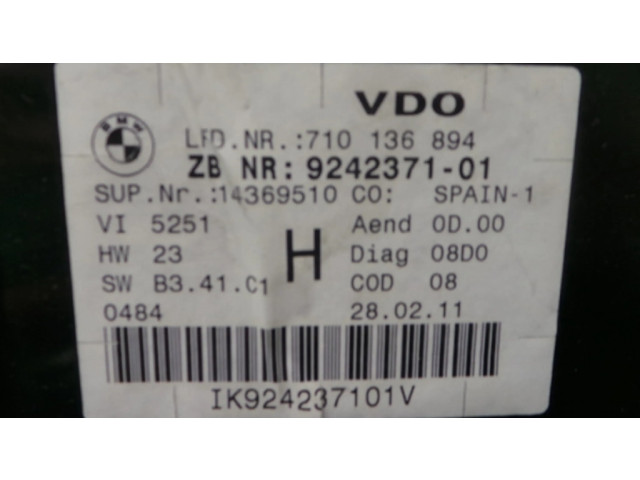 VDO
BMW
LFD.NR.:710 136 894
ZB NR: 9242371-01
SUP.Nr.:14369510 CO: SPAIN-1
VI 5251 Aend 0D.00
HW 23 H Diag 08D0
SW B3.41.C1 COD 08
0484 28.02.11
IK924237101V